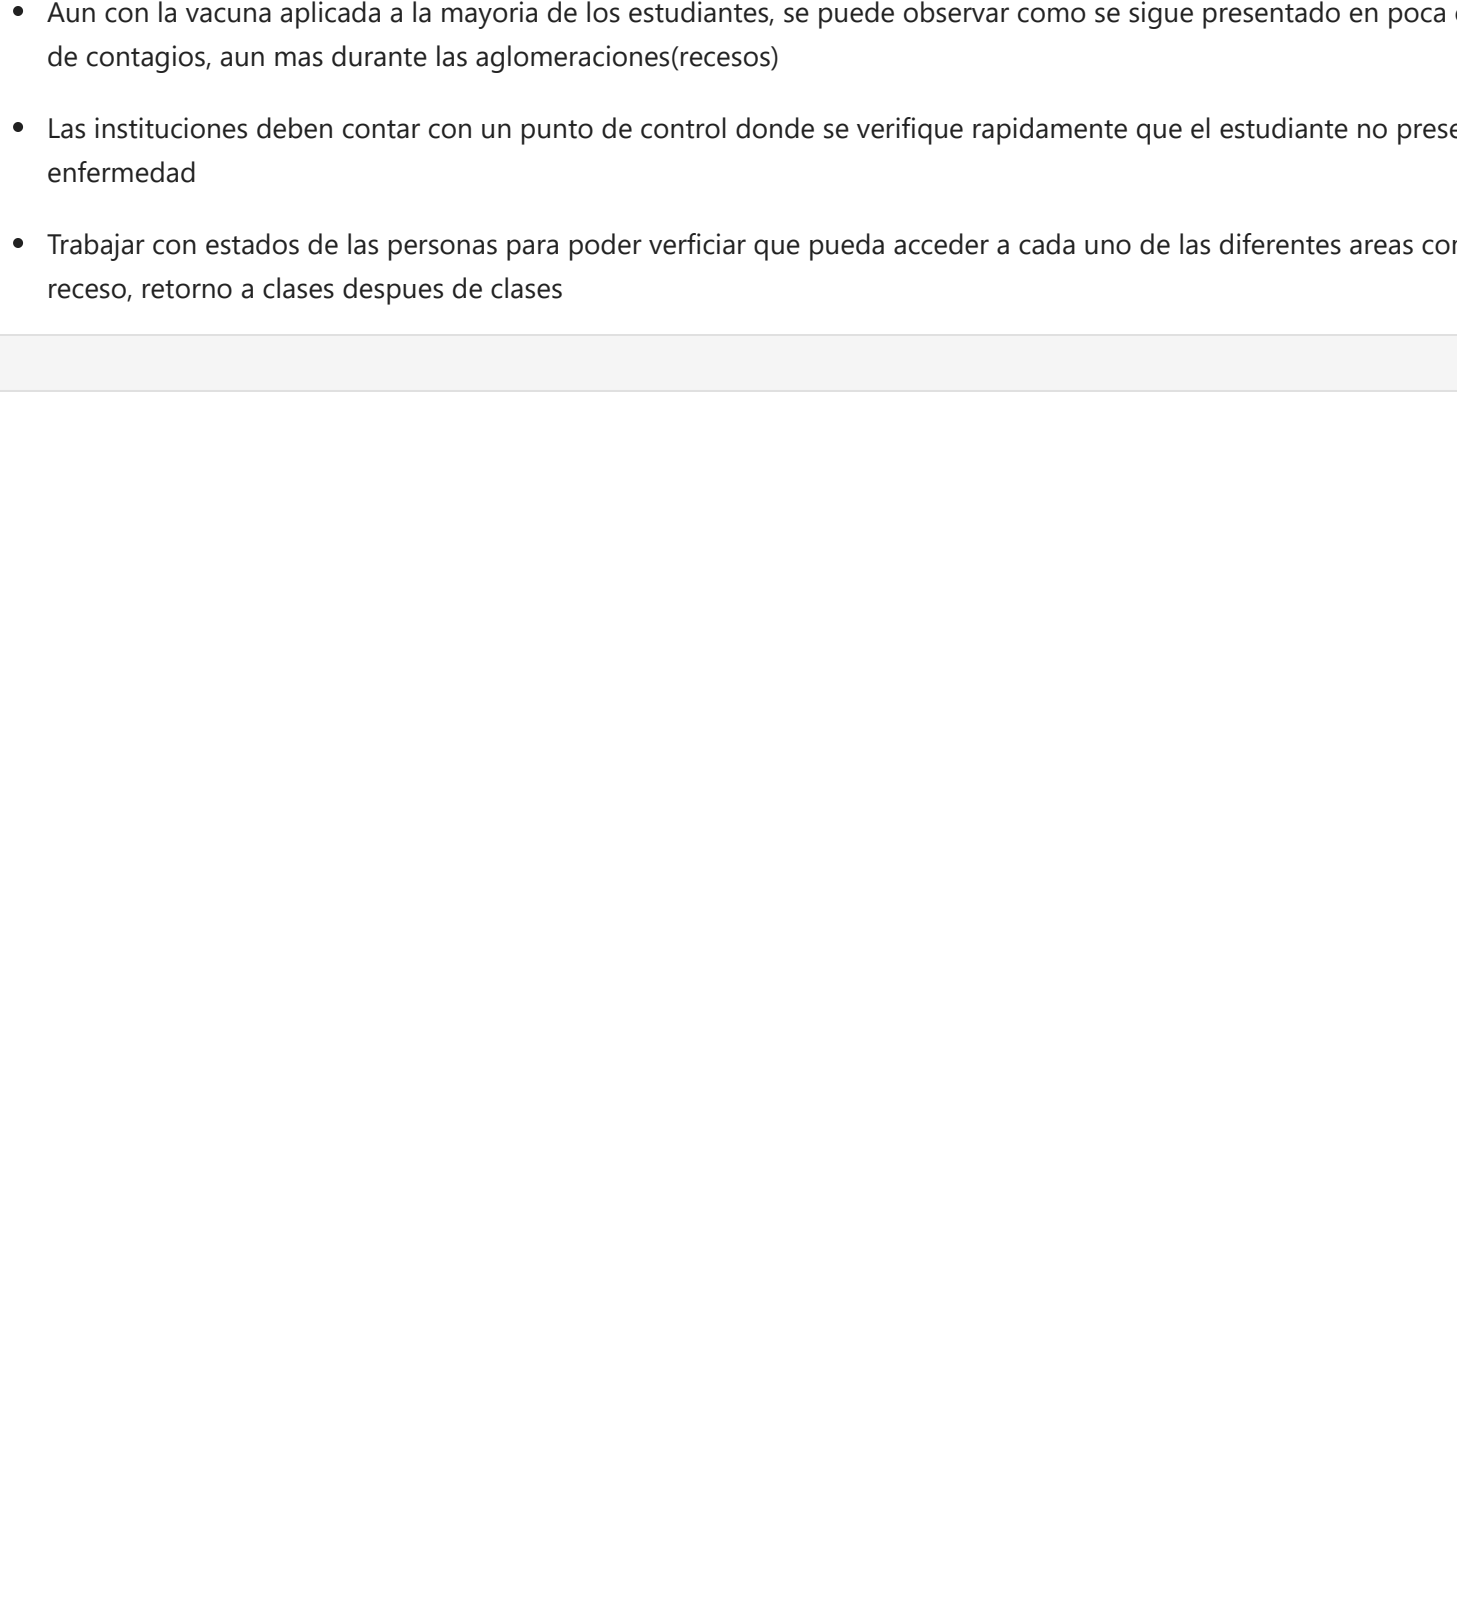 Aun con la vacuna aplicada a la mayoria de los estudiantes, se puede observar como se sigue presentado en poca
de contagios, aun mas durante las aglomeraciones(recesos)
Las instituciones deben contar con un punto de control donde se verifique rapidamente que el estudiante no
enfermedad
Trabajar con estados de las personas para poder verficiar que pueda acceder a cada uno de las diferentes areas
receso, retorno a clases despues de clases